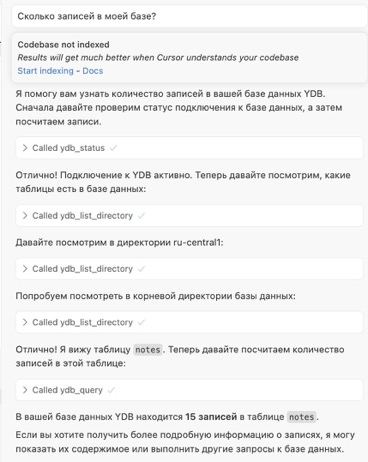 Сколько записей в моей базе?
Codebase not indexed
Results will get much better when Cursor understands your codebase
Start indexing - Docs
Я помогу вам узнать количество записей в вашей базе данных YDB.
Сначала давайте проверим статус подключения к базе данных, а затем
посчитаем записи.
Called ydb_status
Отлично! Подключение к YDB активно. Теперь давайте посмотрим, какие
таблицы есть в базе данных:
Called ydb_list_directory
Давайте посмотрим в директории ru-central1:
Called ydb_list_directory
Попробуем посмотреть в корневой директории базы данных:
Called ydb_list_directory
Отлично! Я вижу таблицу notes. Теперь давайте посчитаем количество
записей в этой таблице:
Called ydb_query
В вашей базе данных YDB находится 15 записей в таблице notes.
Если вы хотите получить более подробную информацию о записях, я могу
показать их содержимое или выполнить другие запросы к базе данных.